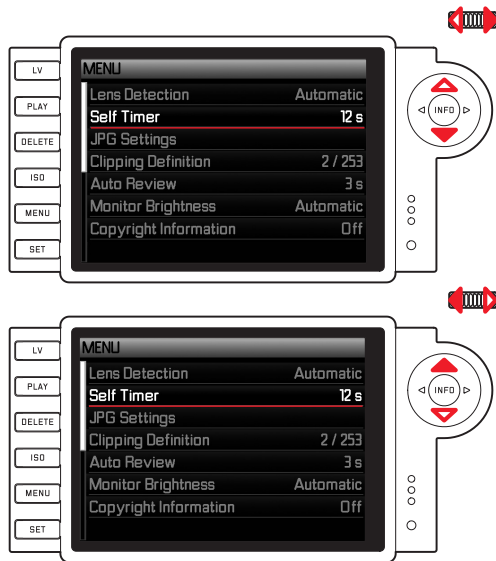 LV
PLAY
DELETE
ISO
MENU
SET
MENU
Lens Detection Automatic
Self Timer 12 s
JPG Settings
Clipping Definition 2 / 253
Auto Review 3 s
Monitor Brightness Automatic
Copyright Information Off
INFO
LV
PLAY
DELETE
ISO
MENU
SET
MENU
Lens Detection Automatic
Self Timer 12 s
JPG Settings
Clipping Definition 2 / 253
Auto Review 3 s
Monitor Brightness Automatic
Copyright Information Off
INFO